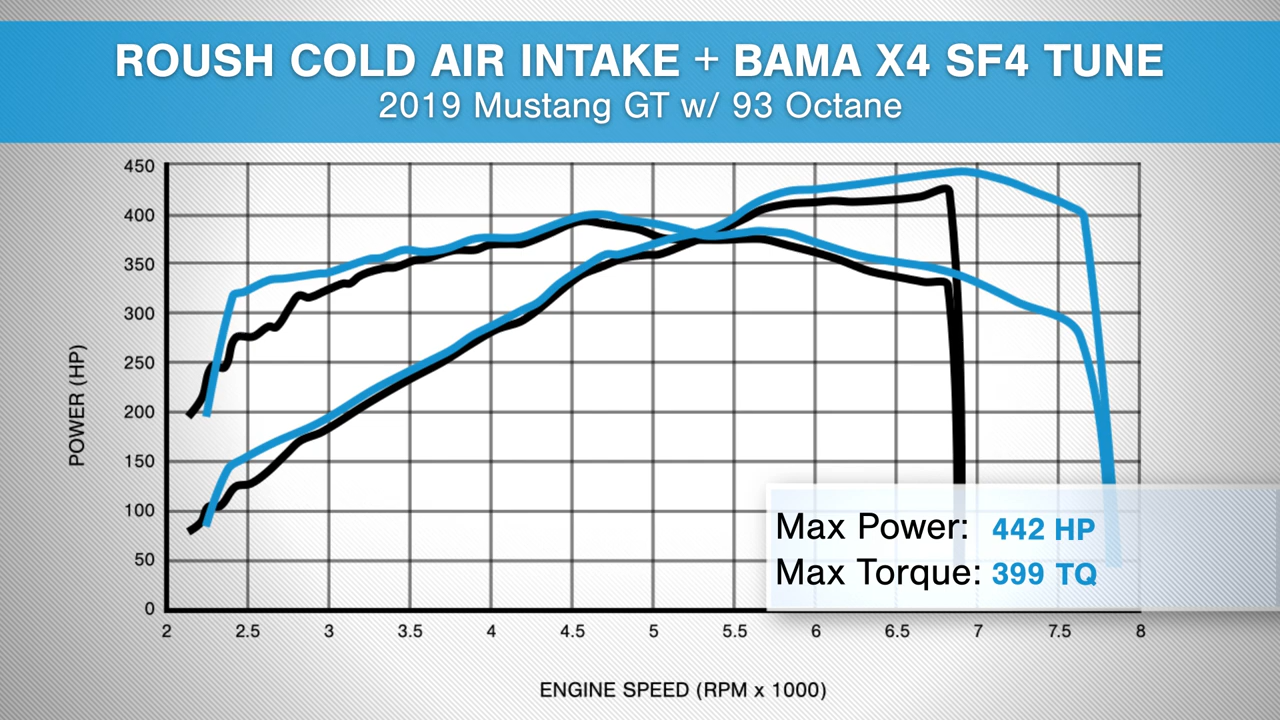 ROUSH COLD AIR INTAKE + BAMA X4 SF4 TUNE
2019 Mustang GT w/ 93 Octane
450
400
350
300
250
200
150
100
50
0
POWER (HP)
2 2.5 3 3.5 4 4.5 5 5.5 6 6.5 7 7.5 8
ENGINE SPEED (RPM x 1000)
Max Power: 442 HP
Max Torque: 399 TQ